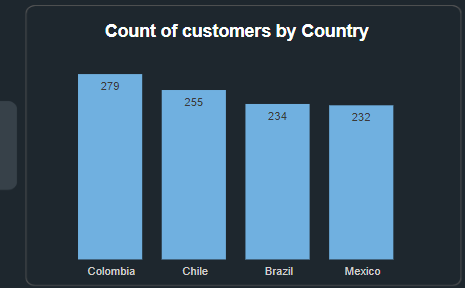 Count of customers by Country
279
255
234
232
Colombia
Chile
Brazil
Mexico